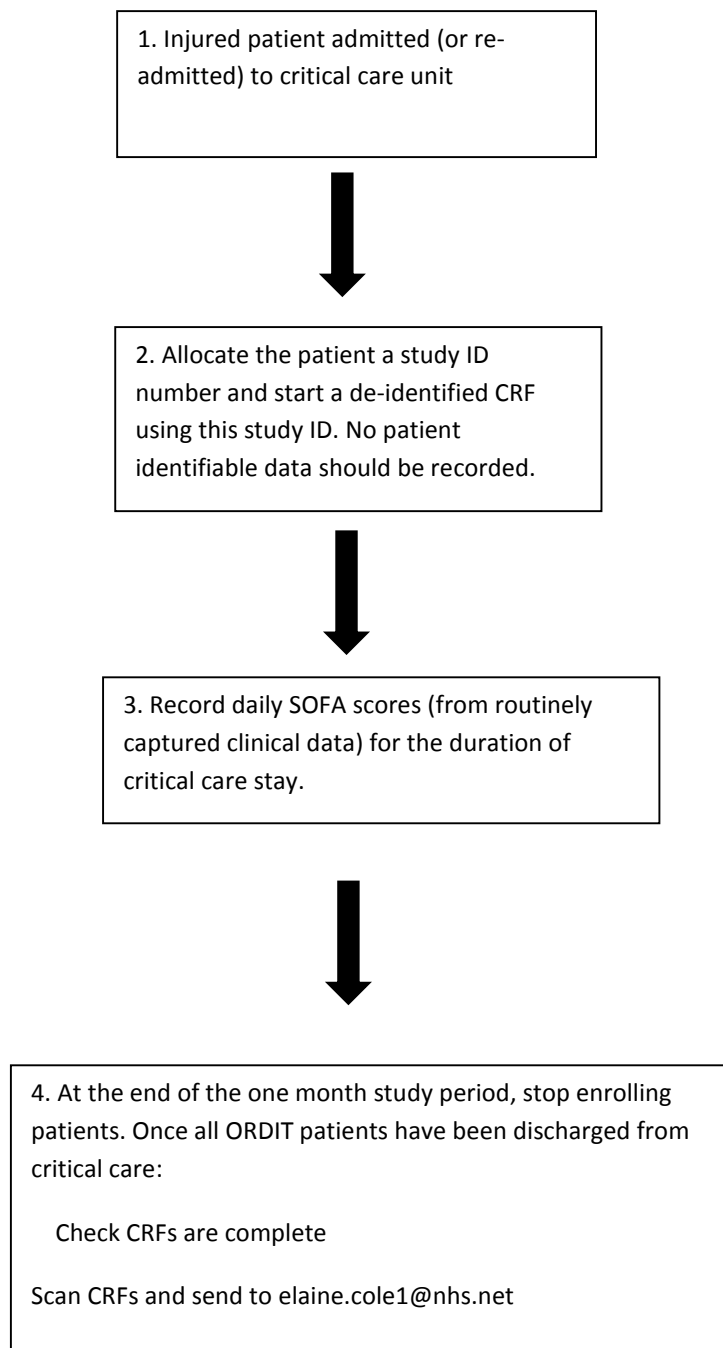 1. Injured patient admitted (or re-
admitted) to critical care unit
2. Allocate the patient a study ID
number and start a de-identified CRF
using this study ID. No patient
identifiable data should be recorded.
3. Record daily SOFA scores (from routinely
captured clinical data) for the duration of
critical care stay.
4. At the end of the one month study period, stop enrolling
patients. Once all ORDIT patients have been discharged from
critical care:
Check CRFs are complete
Scan CRFs and send to elaine.cole1@nhs.net